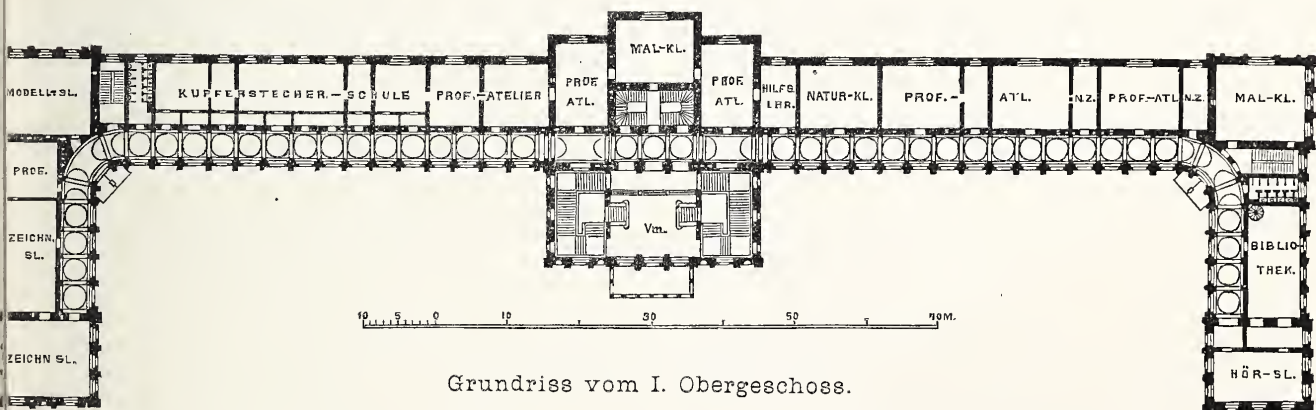 MAL-KL.
MODELL-SL.
KUPFERSTECHER.-SCHULE
PROF.-ATELIER
PROF.
ATL.
PROF.
ATL.
HILFS
LHR.
NATUR-KL.
PROF.-
ATL.
N.Z.
PROF.-ATL.
N.Z.
MAL-KL.
PROF.
ZEICHN.
SL.
Vm.
BIBLIO-
THEK.
ZEICHN SL.
HÖR-SL.
10 5 0 10 30 50 70M.
Grundriss vom I. Obergeschoss.